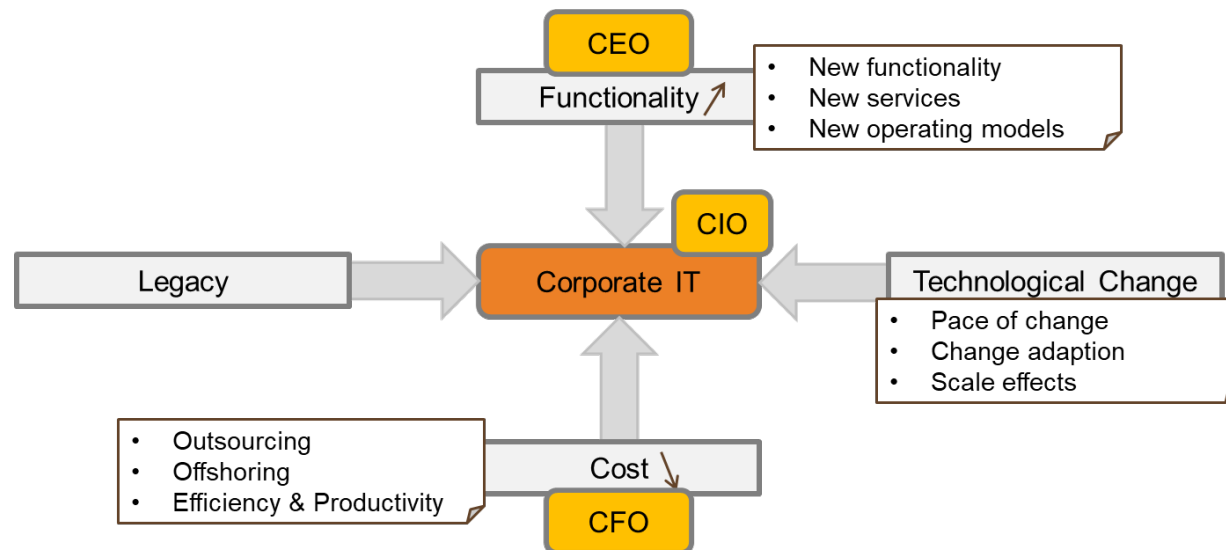 CEO
Functionality
• New functionality
• New services
• New operating models
CIO
Legacy
Corporate IT
Technological Change
• Pace of change
• Change adaption
• Scale effects
• Outsourcing
• Offshoring
• Efficiency & Productivity
Cost
CFO